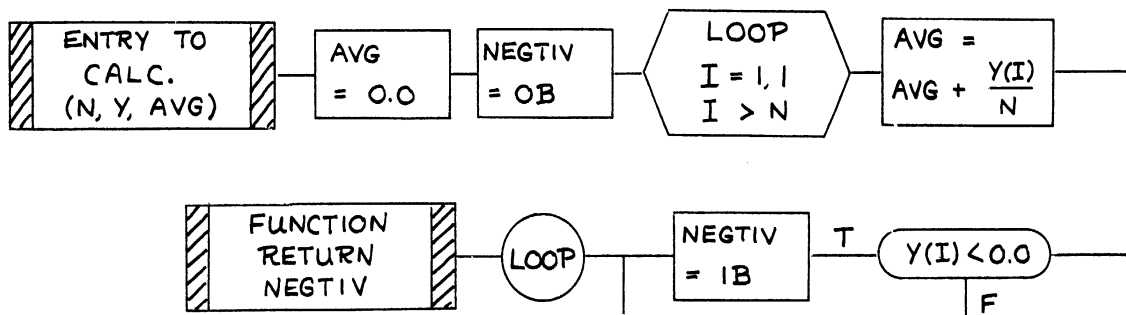 ENTRY TO
CALC.
(N, Y, AVG)
AVG
= 0.0
NEGTIV
= 0B
LOOP
I = 1, 1
I > N
AVG =
AVG + Y(I)
N
FUNCTION
RETURN
NEGTIV
LOOP
NEGTIV
= 1B
T
Y(I) < 0.0
F